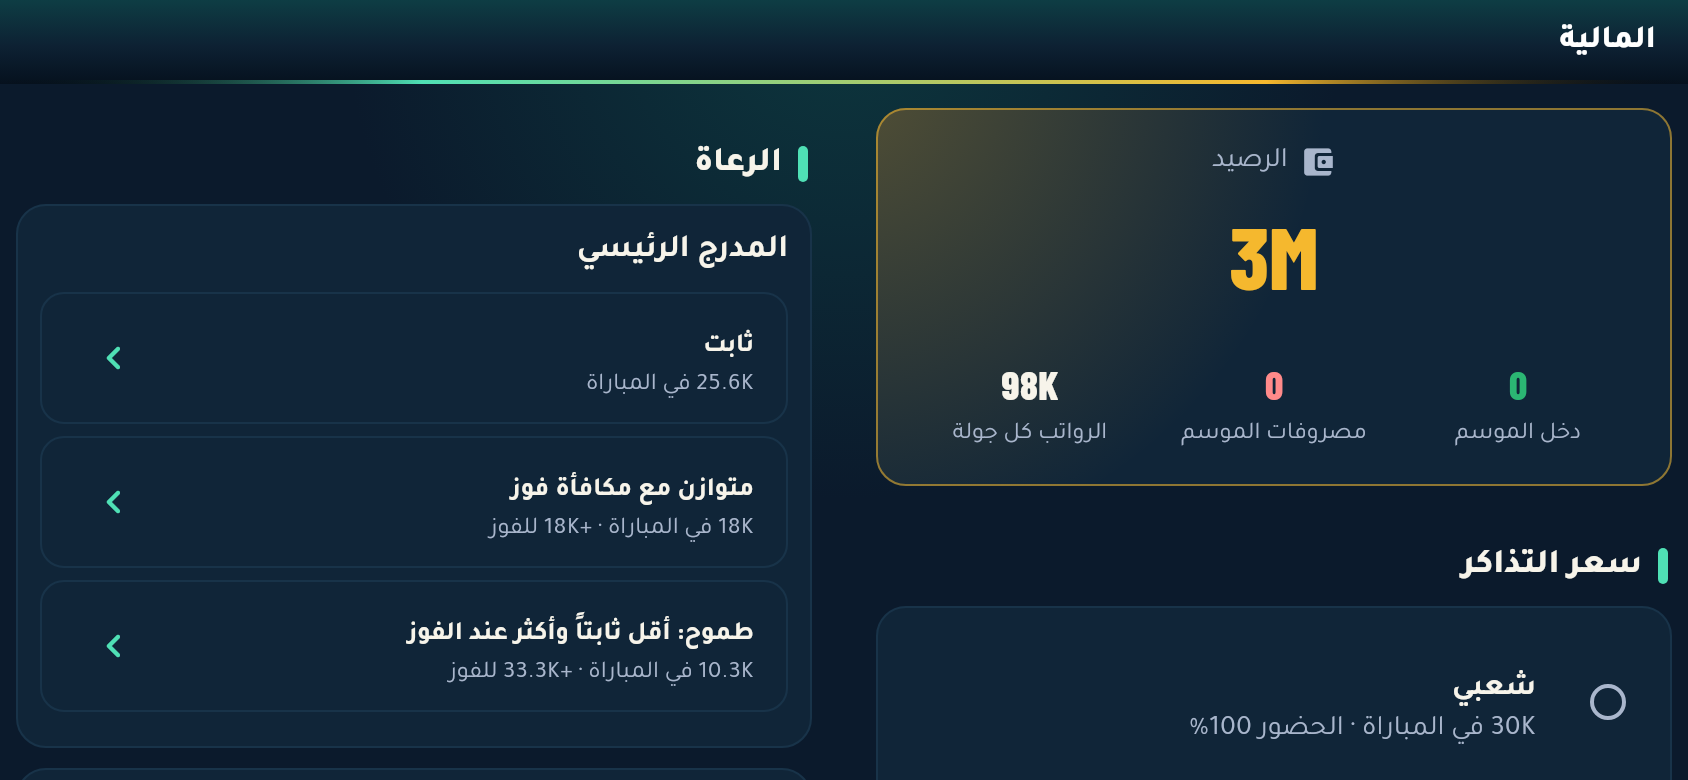 المالية
الرصيد
3M
0
دخل الموسم
0
مصروفات الموسم
98K
الرواتب كل جولة
سعر التذاكر
شعبي
30K في المباراة · الحضور 100%
الرعاة
المدرج الرئيسي
ثابت
25.6K في المباراة
متوازن مع مكافأة فوز
18K في المباراة · +18K للفوز
طموح: أقل ثابتاً وأكثر عند الفوز
10.3K في المباراة · +33.3K للفوز